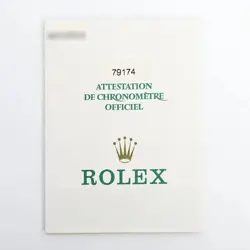 79174
ATTESTATION
DE CHRONOMÈTRE
OFFICIEL
ROLEX